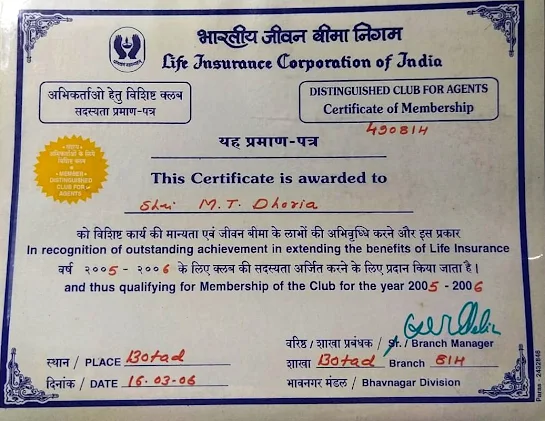 भारतीय जीवन बीमा निगम
Life Insurance Corporation of India
अभिकर्ताओ हेतु विशिष्ट क्लब
सदस्यता प्रमाण-पत्र
DISTINGUISHED CLUB FOR AGENTS
Certificate of Membership
49081H
यह प्रमाण-पत्र
MEMBER
DISTINGUISHED
CLUB FOR
AGENTS
This Certificate is awarded to
Shri M.T. Dhoria
को विशिष्ट कार्य की मान्यता एवं जीवन बीमा के लाभों की अभिवृध्धि करने और इस प्रकार
In recognition of outstanding achievement in extending the benefits of Life Insurance
वर्ष २००5 - २००6 के लिए क्लब की सदस्यता अर्जित करने के लिए प्रदान किया जाता है।
and thus qualifying for Membership of the Club for the year 2005 - 2006
वरिष्ठ / शाखा प्रबंधक / Sr. / Branch Manager
स्थान / PLACE Botad
शाखा Botad Branch 81H
दिनांक / DATE 16-03-06
भावनगर मंडल / Bhavnagar Division